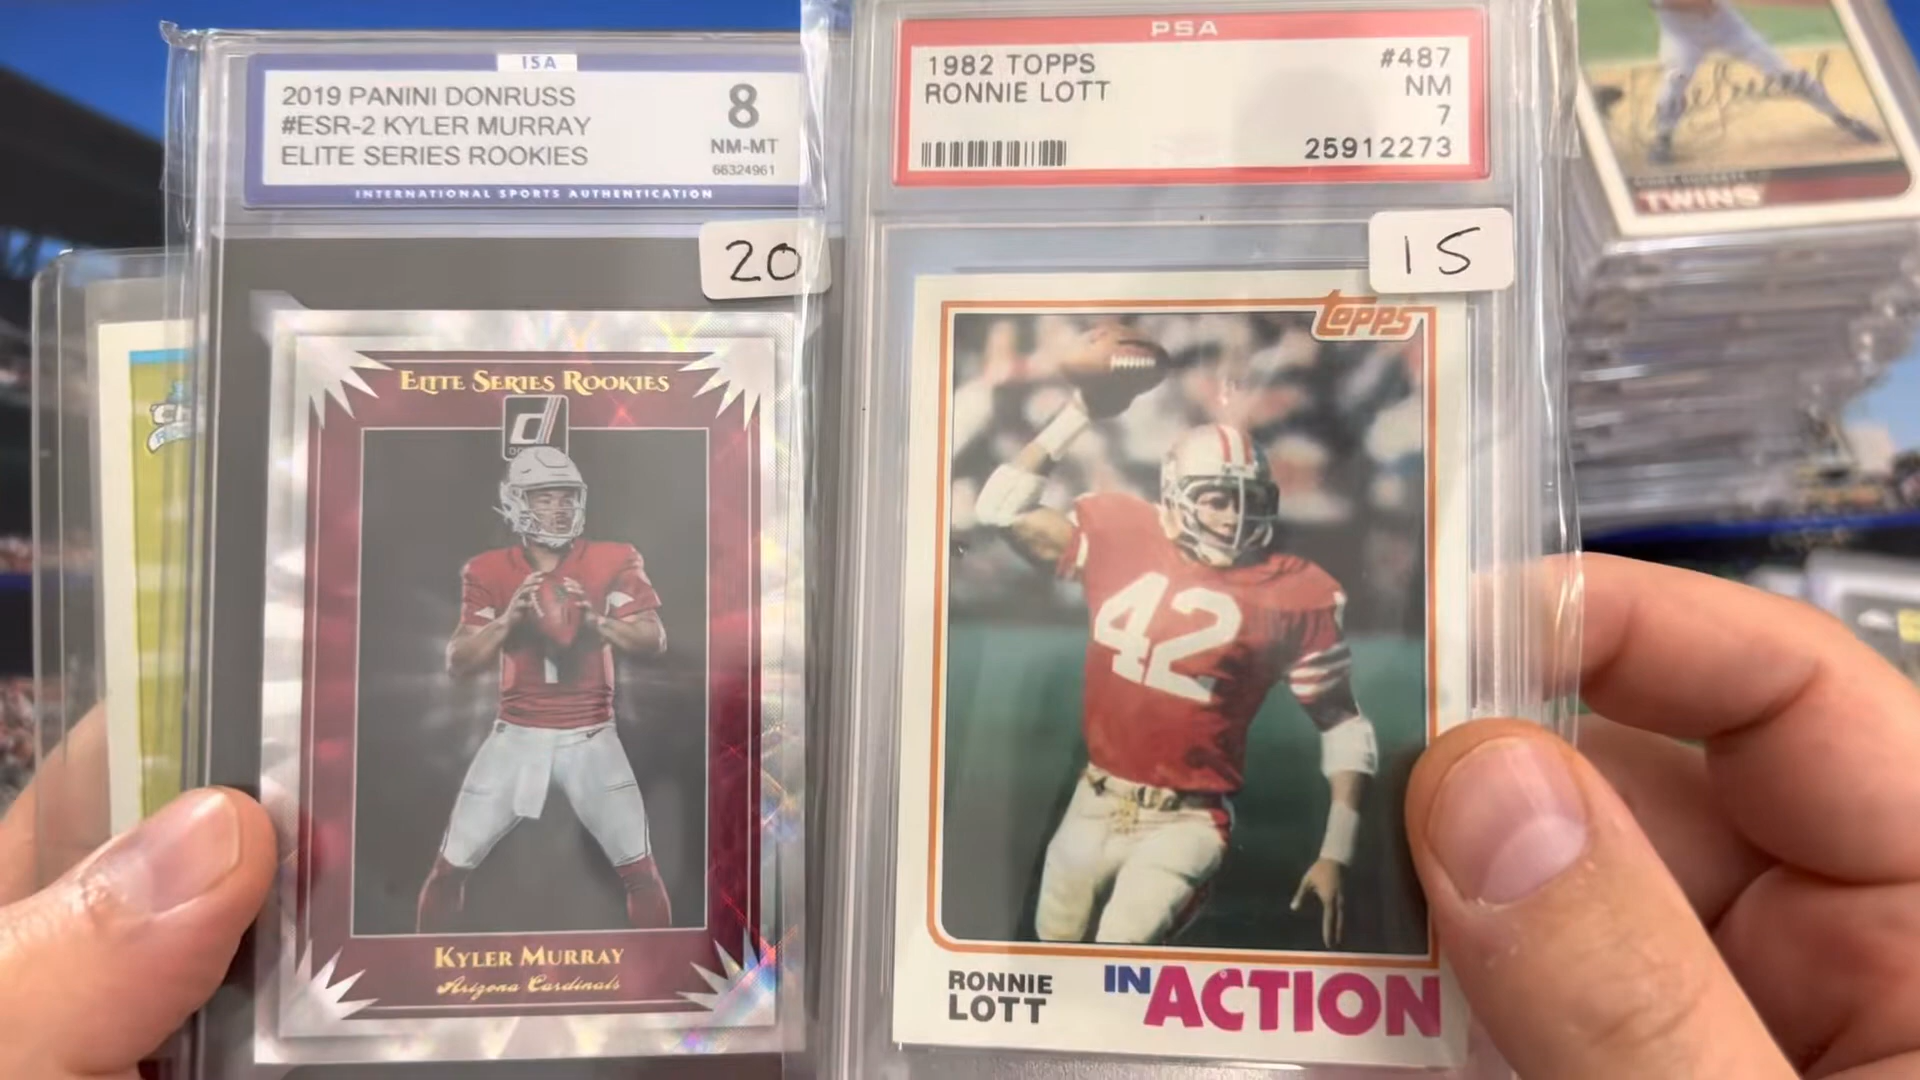 ISA
2019 PANINI DONRUSS
#ESR-2 KYLER MURRAY
ELITE SERIES ROOKIES
8
NM-MT
66324961
INTERNATIONAL SPORTS AUTHENTICATION
20
ELITE SERIES ROOKIES
KYLER MURRAY
Arizona Cardinals
PSA
1982 TOPPS
#487
RONNIE LOTT
NM
7
25912273
15
topps
42
RONNIE
LOTT
IN ACTION
TWINS